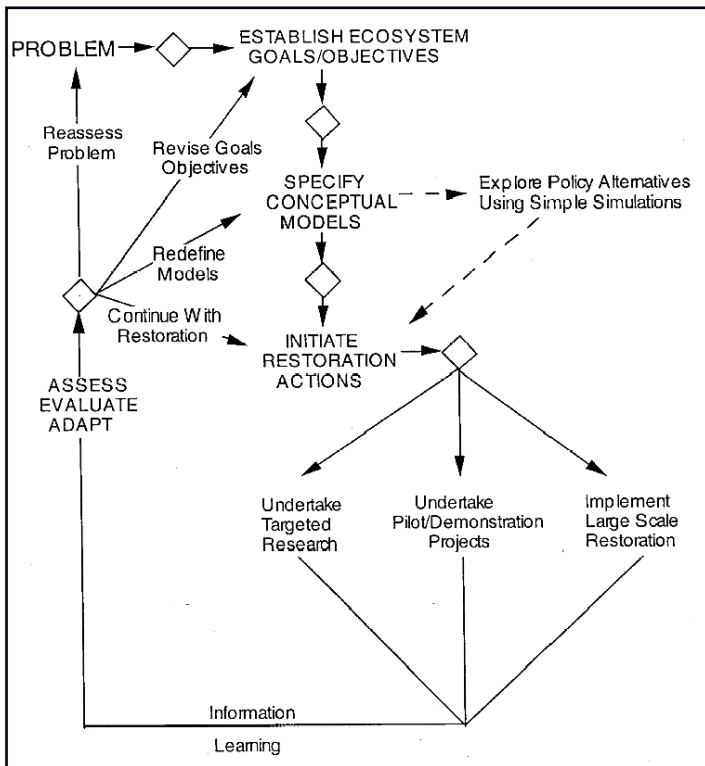 PROBLEM
ESTABLISH ECOSYSTEM
GOALS/OBJECTIVES
Reassess
Problem
Revise Goals
Objectives
SPECIFY
CONCEPTUAL
MODELS
Explore Policy Alternatives
Using Simple Simulations
Redefine
Models
Continue With
Restoration
INITIATE
RESTORATION
ACTIONS
ASSESS
EVALUATE
ADAPT
Undertake
Targeted
Research
Undertake
Pilot/Demonstration
Projects
Implement
Large Scale
Restoration
Information
Learning